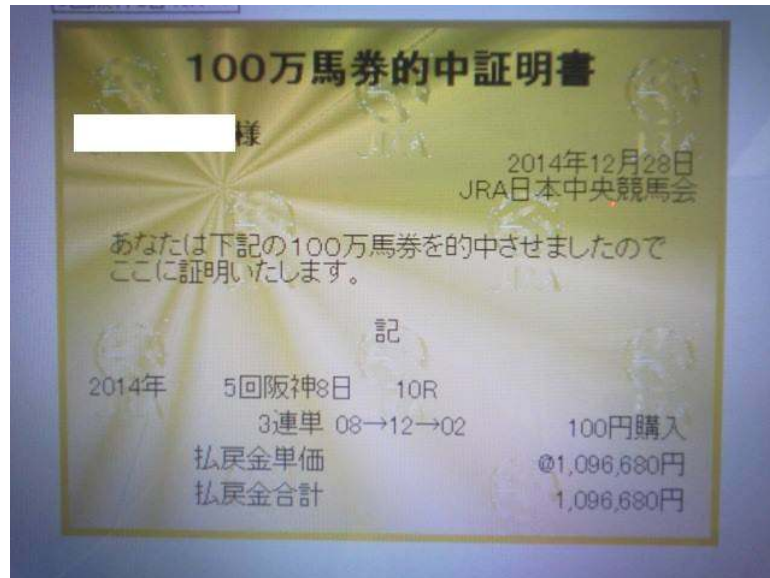 100万馬券的中証明書
様
2014年12月28日
JRA日本中央競馬会
あなたは下記の100万馬券を的中させましたので
ここに証明いたします。
記
2014年 5回阪神8日 10R
3連単 08→12→02 100円購入
払戻金単価 @1,096,680円
払戻金合計 1,096,680円